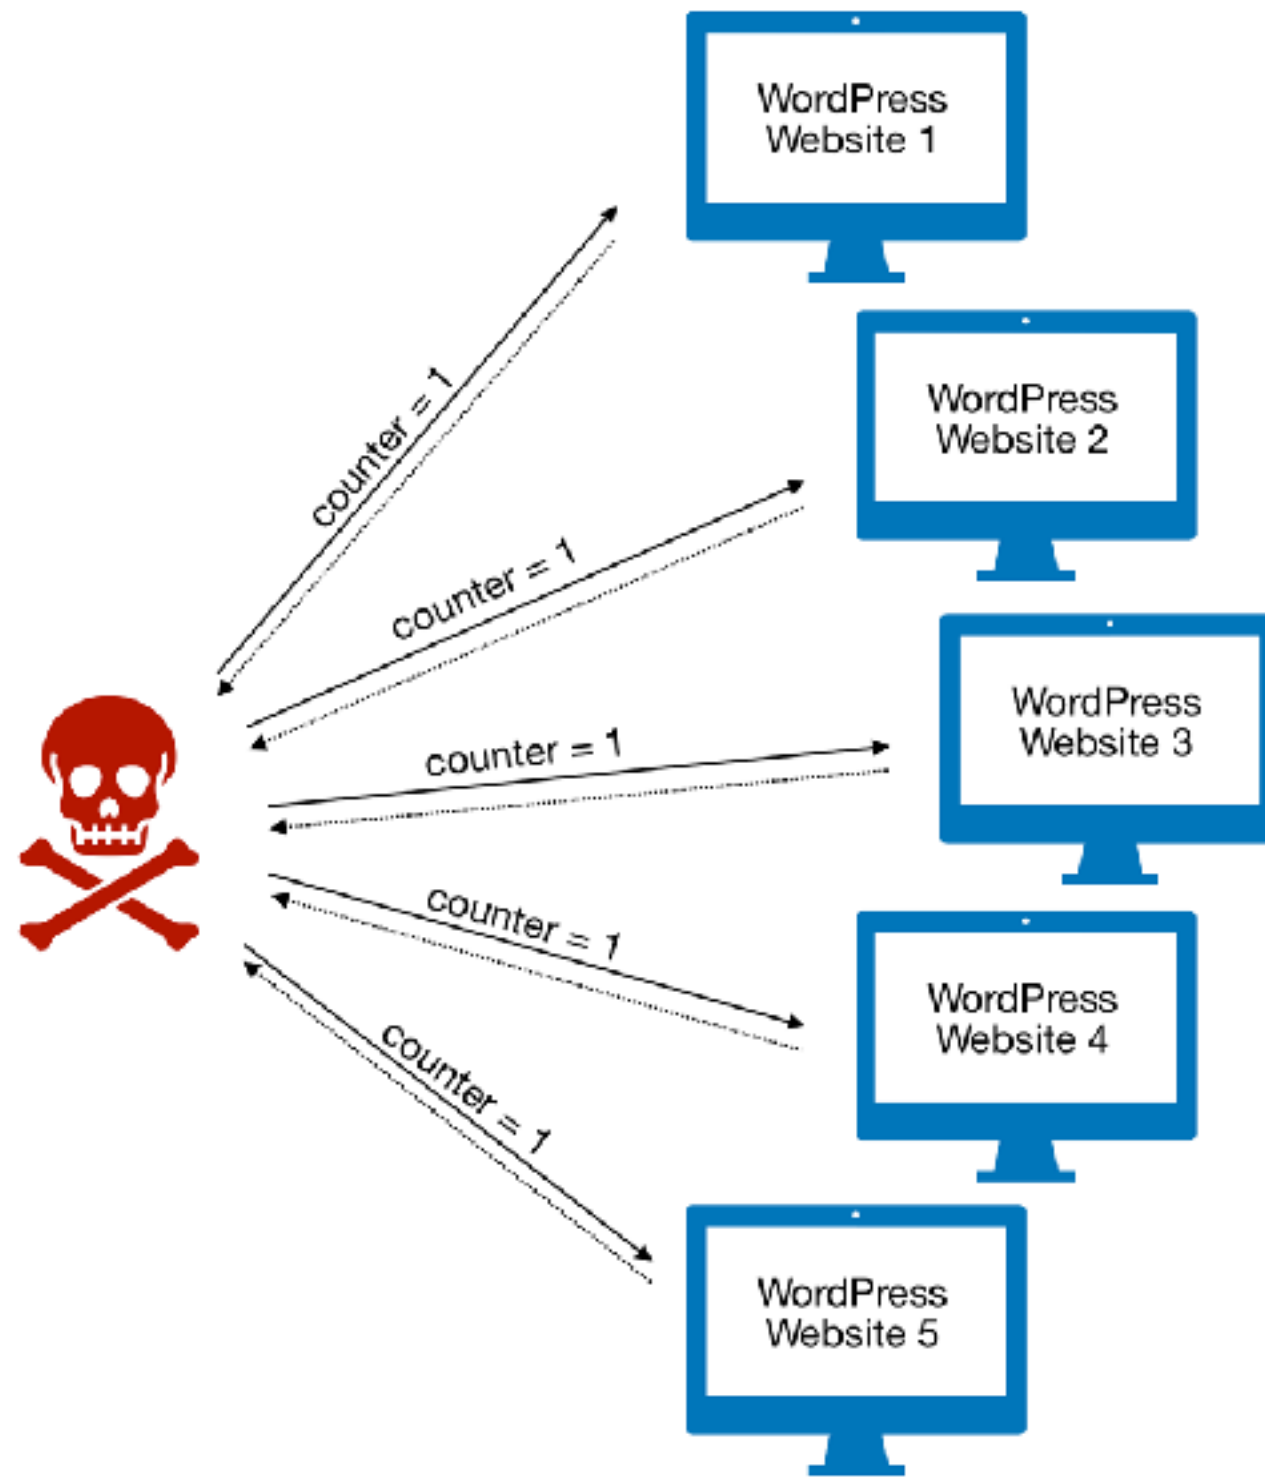 WordPress
Website 1
counter = 1
WordPress
Website 2
counter = 1
WordPress
Website 3
counter = 1
WordPress
Website 4
counter = 1
WordPress
Website 5
counter = 1